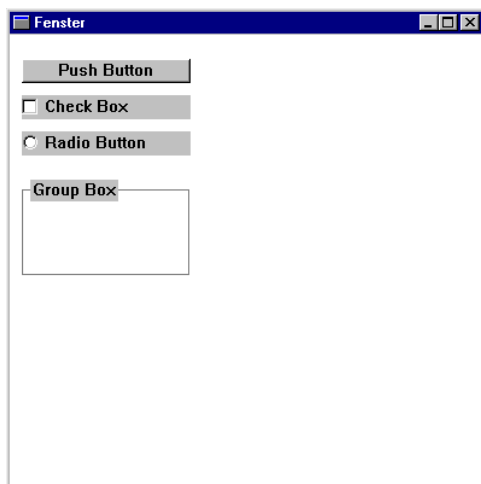 Fenster
Push Button
Check Box
Radio Button
Group Box